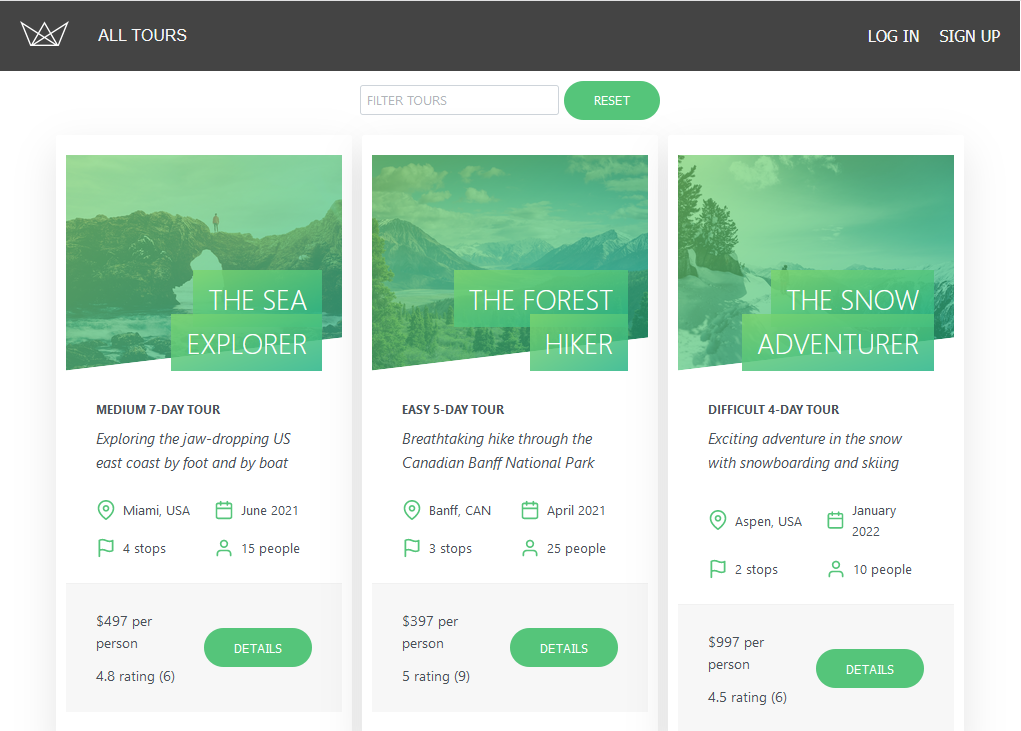 ALL TOURS
LOG IN
SIGN UP
FILTER TOURS
RESET
THE SEA
EXPLORER
MEDIUM 7-DAY TOUR
Exploring the jaw-dropping US
east coast by foot and by boat
Miami, USA
June 2021
4 stops
15 people
$497 per
person
4.8 rating (6)
DETAILS
THE FOREST
HIKER
EASY 5-DAY TOUR
Breathtaking hike through the
Canadian Banff National Park
Banff, CAN
April 2021
3 stops
25 people
$397 per
person
5 rating (9)
DETAILS
THE SNOW
ADVENTURER
DIFFICULT 4-DAY TOUR
Exciting adventure in the snow
with snowboarding and skiing
Aspen, USA
January
2022
2 stops
10 people
$997 per
person
4.5 rating (6)
DETAILS